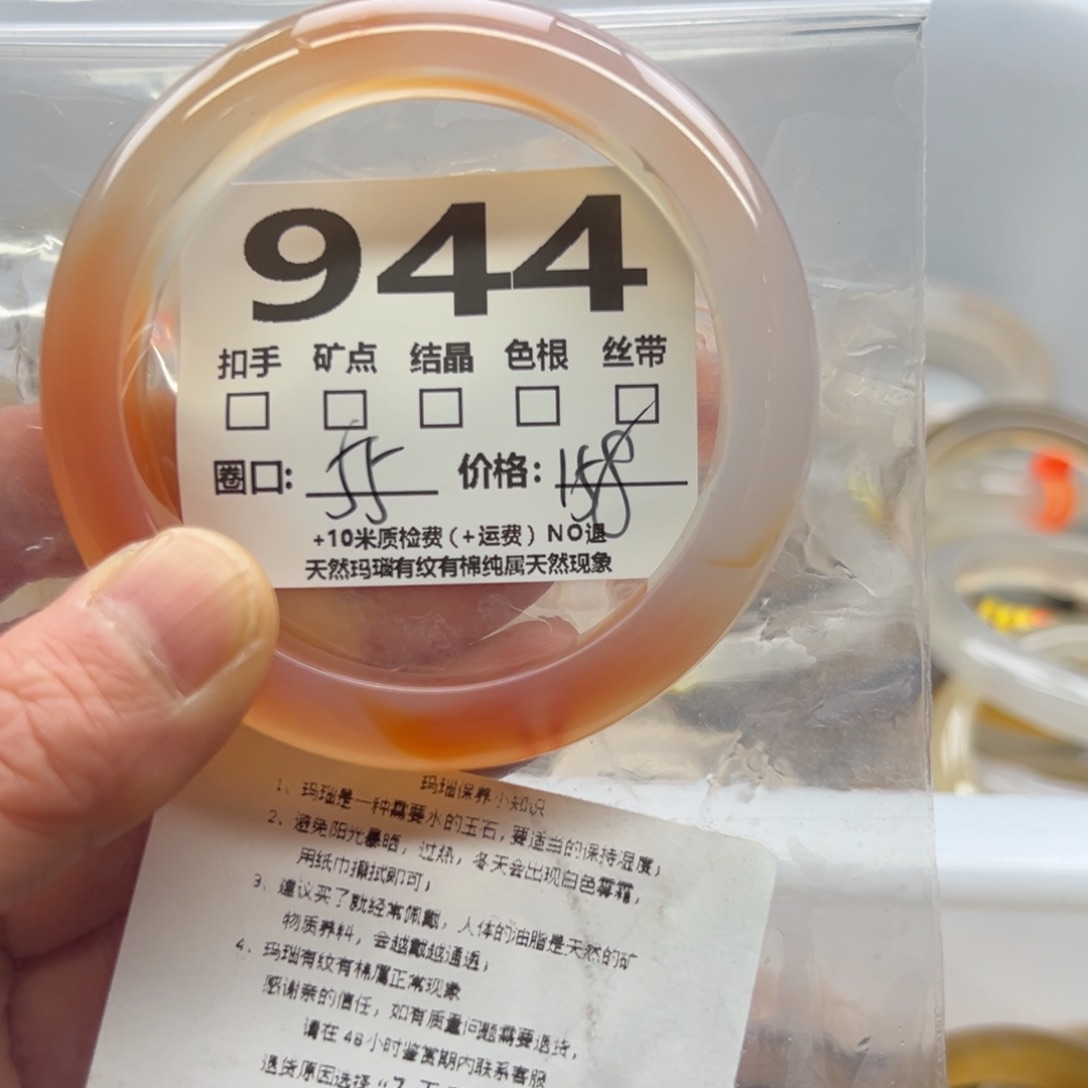 944
扣手 矿点 结晶 色根 丝带
圈口: 55 价格: 158
+10米质检费(+运费)NO退
天然玛瑙有纹有棉纯属天然现象
玛瑙保养小知识
1、玛瑙是一种需要水的玉石,要适当的保持湿度;
2、避免阳光暴晒,过热,冬天会出现白色雾霜,
用纸巾擦拭即可;
3、建议买了就经常佩戴,人体的油脂是天然的矿
物质养料,会越戴越通透;
4、玛瑙有纹有棉属正常现象
感谢亲的信任,如有质量问题需要退货,
请在48小时鉴赏期内联系客服
退货原因选择“7